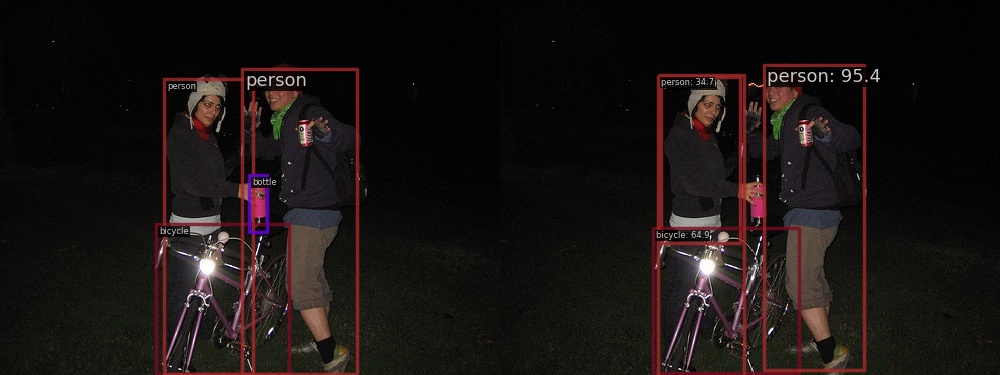 person
person
bottle
bicycle
person: 34.7
person: 95.4
bicycle: 64.9